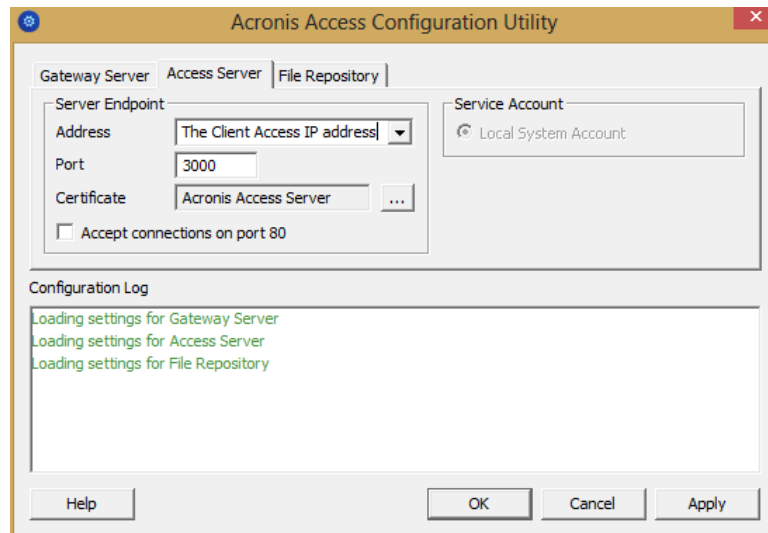 Acronis Access Configuration Utility
Gateway Server
Access Server
File Repository
Server Endpoint
Address
The Client Access IP address
Port
3000
Certificate
Acronis Access Server
...
Accept connections on port 80
Service Account
Local System Account
Configuration Log
Loading settings for Gateway Server
Loading settings for Access Server
Loading settings for File Repository
Help
OK
Cancel
Apply